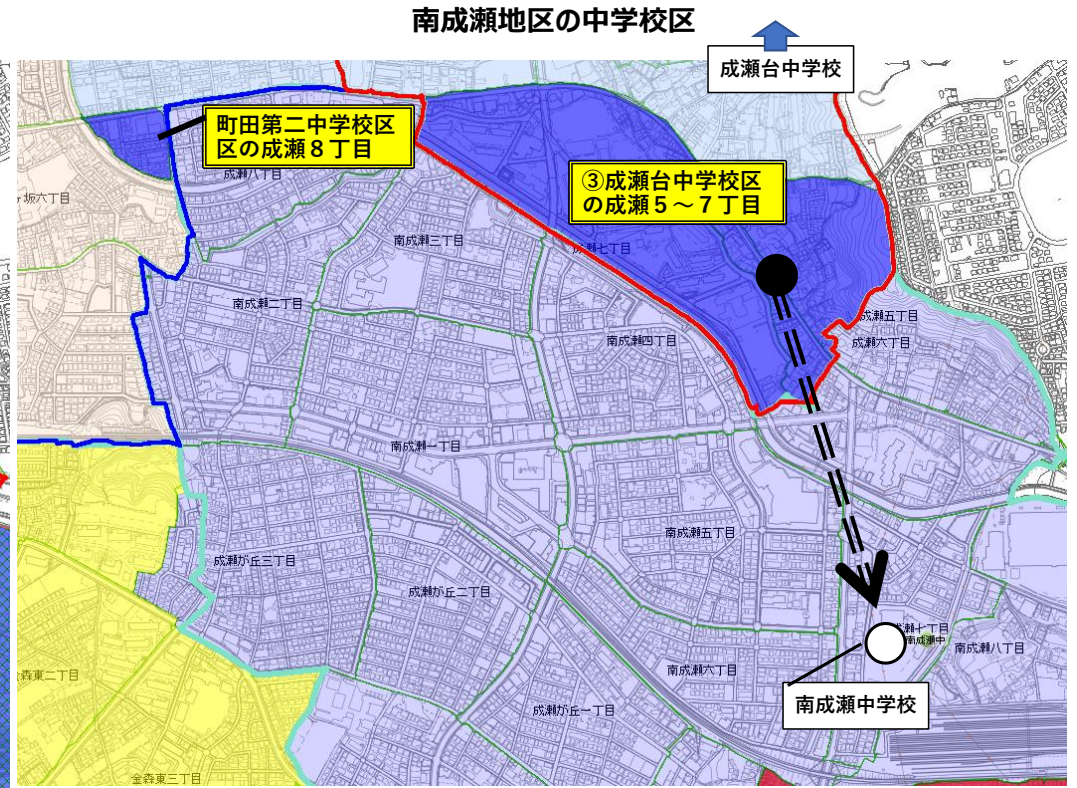 南成瀬地区の中学校区
成瀬台中学校
町田第二中学校区
区の成瀬８丁目
③成瀬台中学校区
の成瀬５～７丁目
成瀬八丁目
坂六丁目
南成瀬三丁目
成瀬七丁目
南成瀬二丁目
成瀬五丁目
南成瀬四丁目
成瀬六丁目
南成瀬一丁目
南成瀬五丁目
成瀬が丘三丁目
成瀬が丘二丁目
南成瀬中
南成瀬八丁目
南成瀬六丁目
金森東二丁目
南成瀬中学校
成瀬が丘一丁目
金森東三丁目